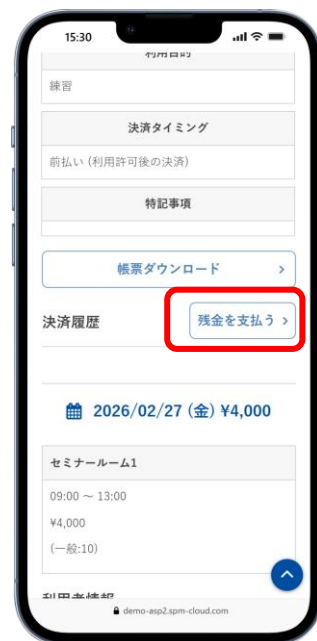 15:30
利用目的
練習
決済タイミング
前払い (利用許可後の決済)
特記事項
帳票ダウンロード
決済履歴
残金を支払う
2026/02/27 (金) ¥4,000
セミナールーム1
09:00 ～ 13:00
¥4,000
(一般:10)
利用者情報
demo-asp2.spm-cloud.com